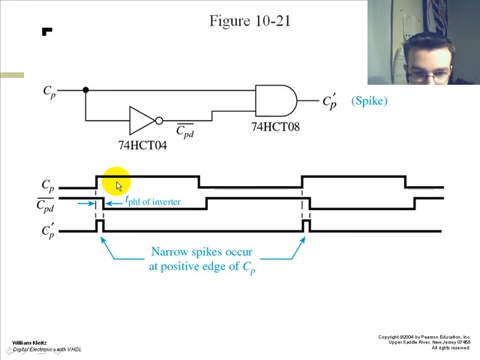 Figure 10-21
Cp
Cp′ (Spike)
Cpd
74HCT04
74HCT08
Cp
Cpd
tphl of inverter
Cp′
Narrow spikes occur
at positive edge of Cp
William Kleitz
Digital Electronics with VHDL
Copyright ©2004 by Pearson Education, Inc.
Upper Saddle River, New Jersey 07458
All rights reserved.